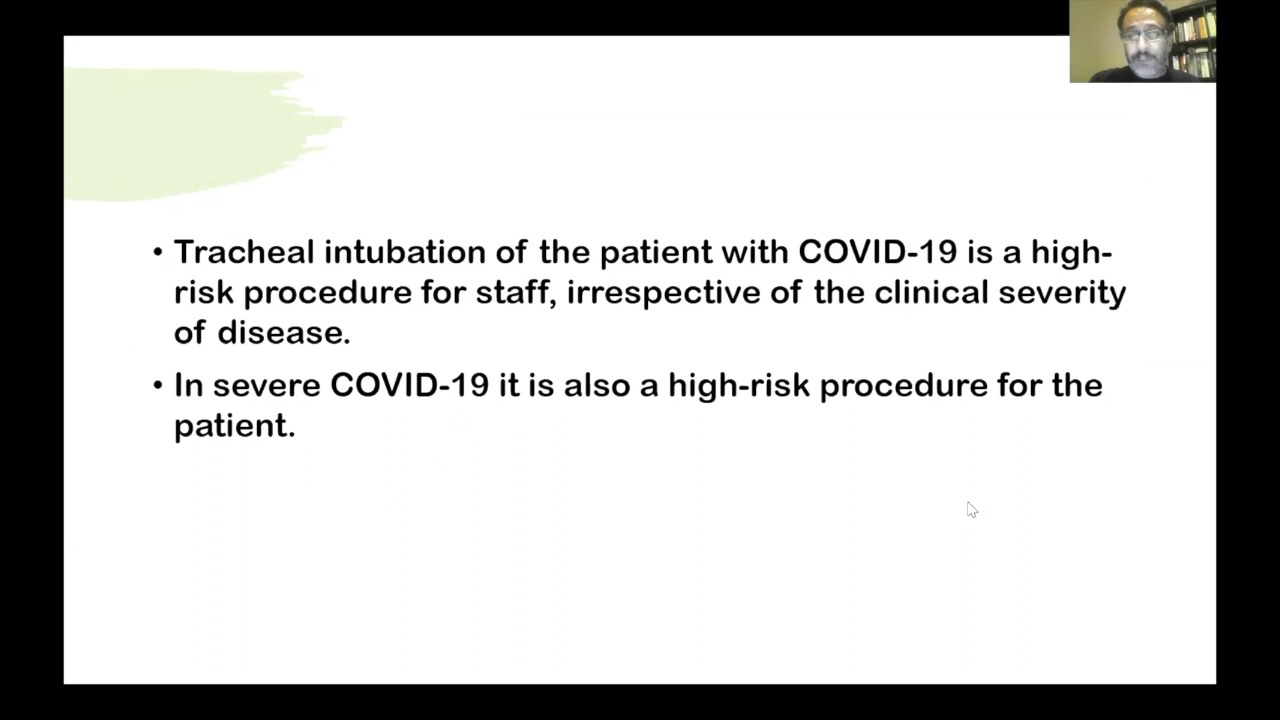 • Tracheal intubation of the patient with COVID-19 is a high-
risk procedure for staff, irrespective of the clinical severity
of disease.
• In severe COVID-19 it is also a high-risk procedure for the
patient.